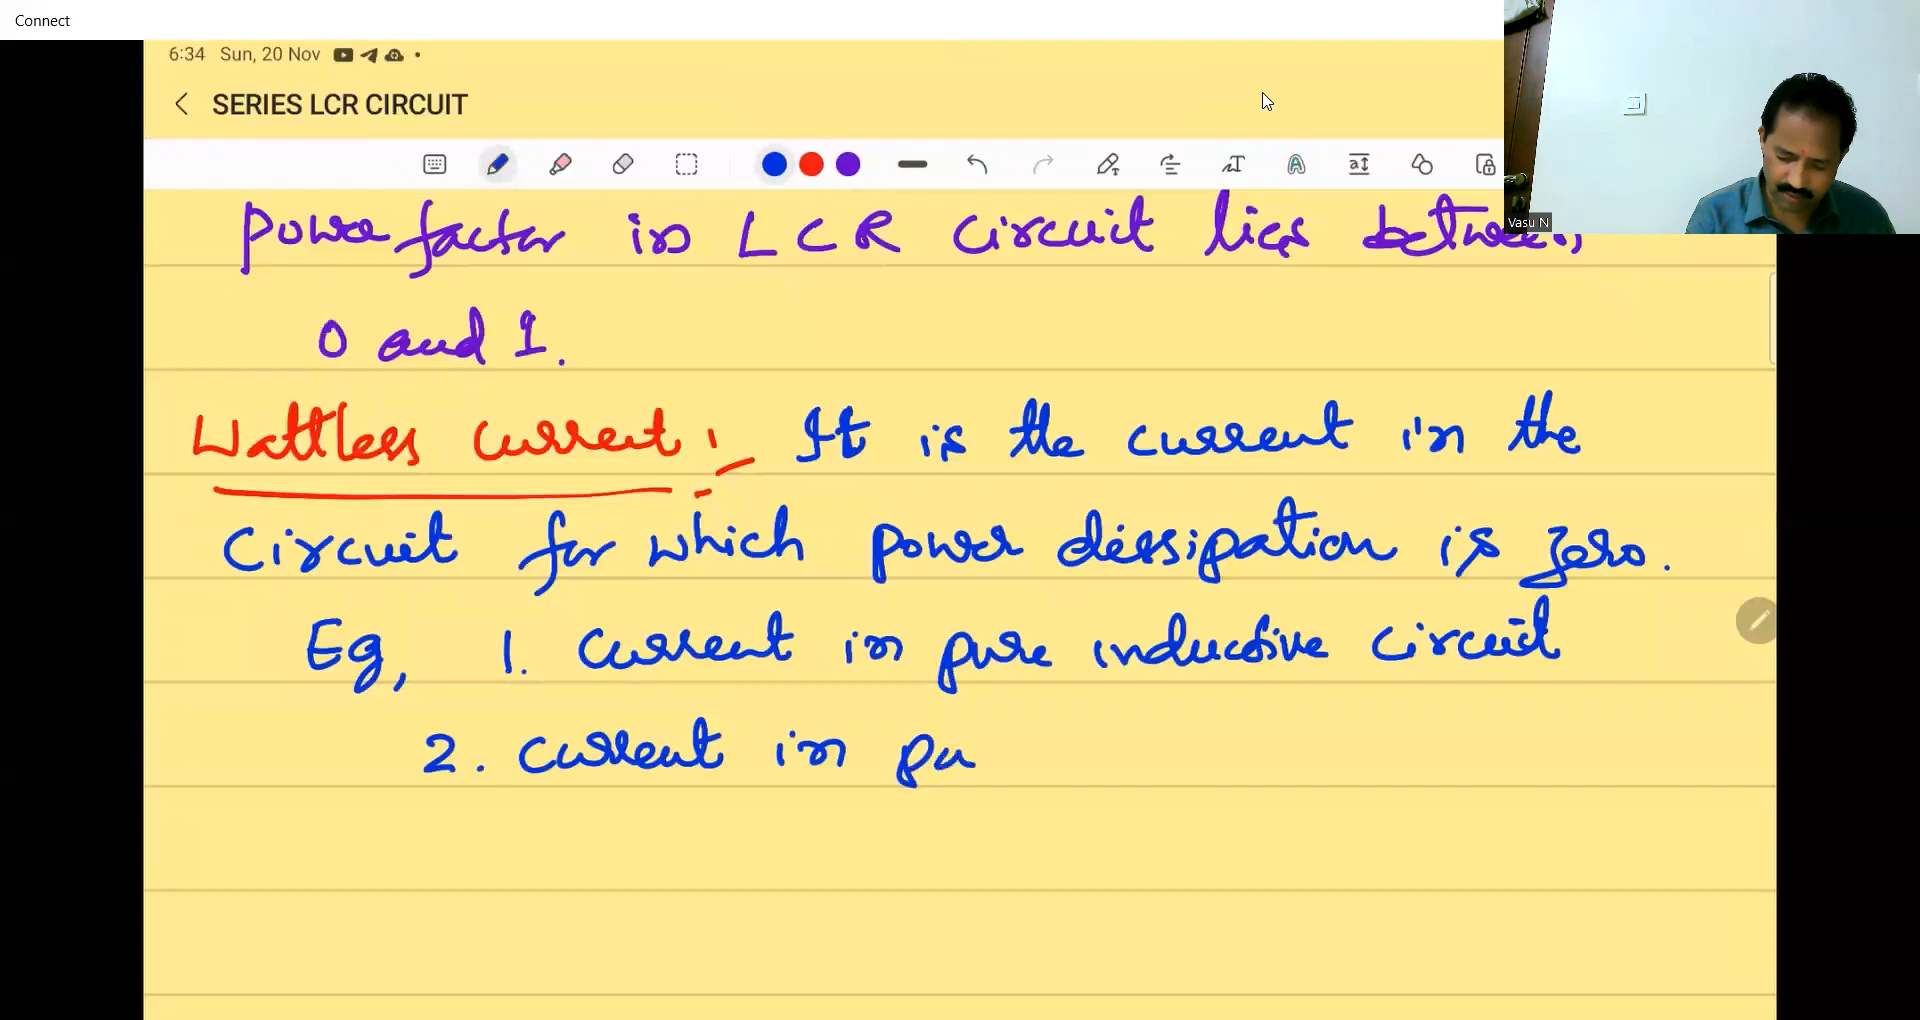 Connect
6:34 Sun, 20 Nov
SERIES LCR CIRCUIT
Vasu N
Power factor in LCR circuit lies between
0 and 1.
Wattless current :- It is the current in the
circuit for which power dissipation is zero.
Eg, 1. current in pure inductive circuit
2. current in pu